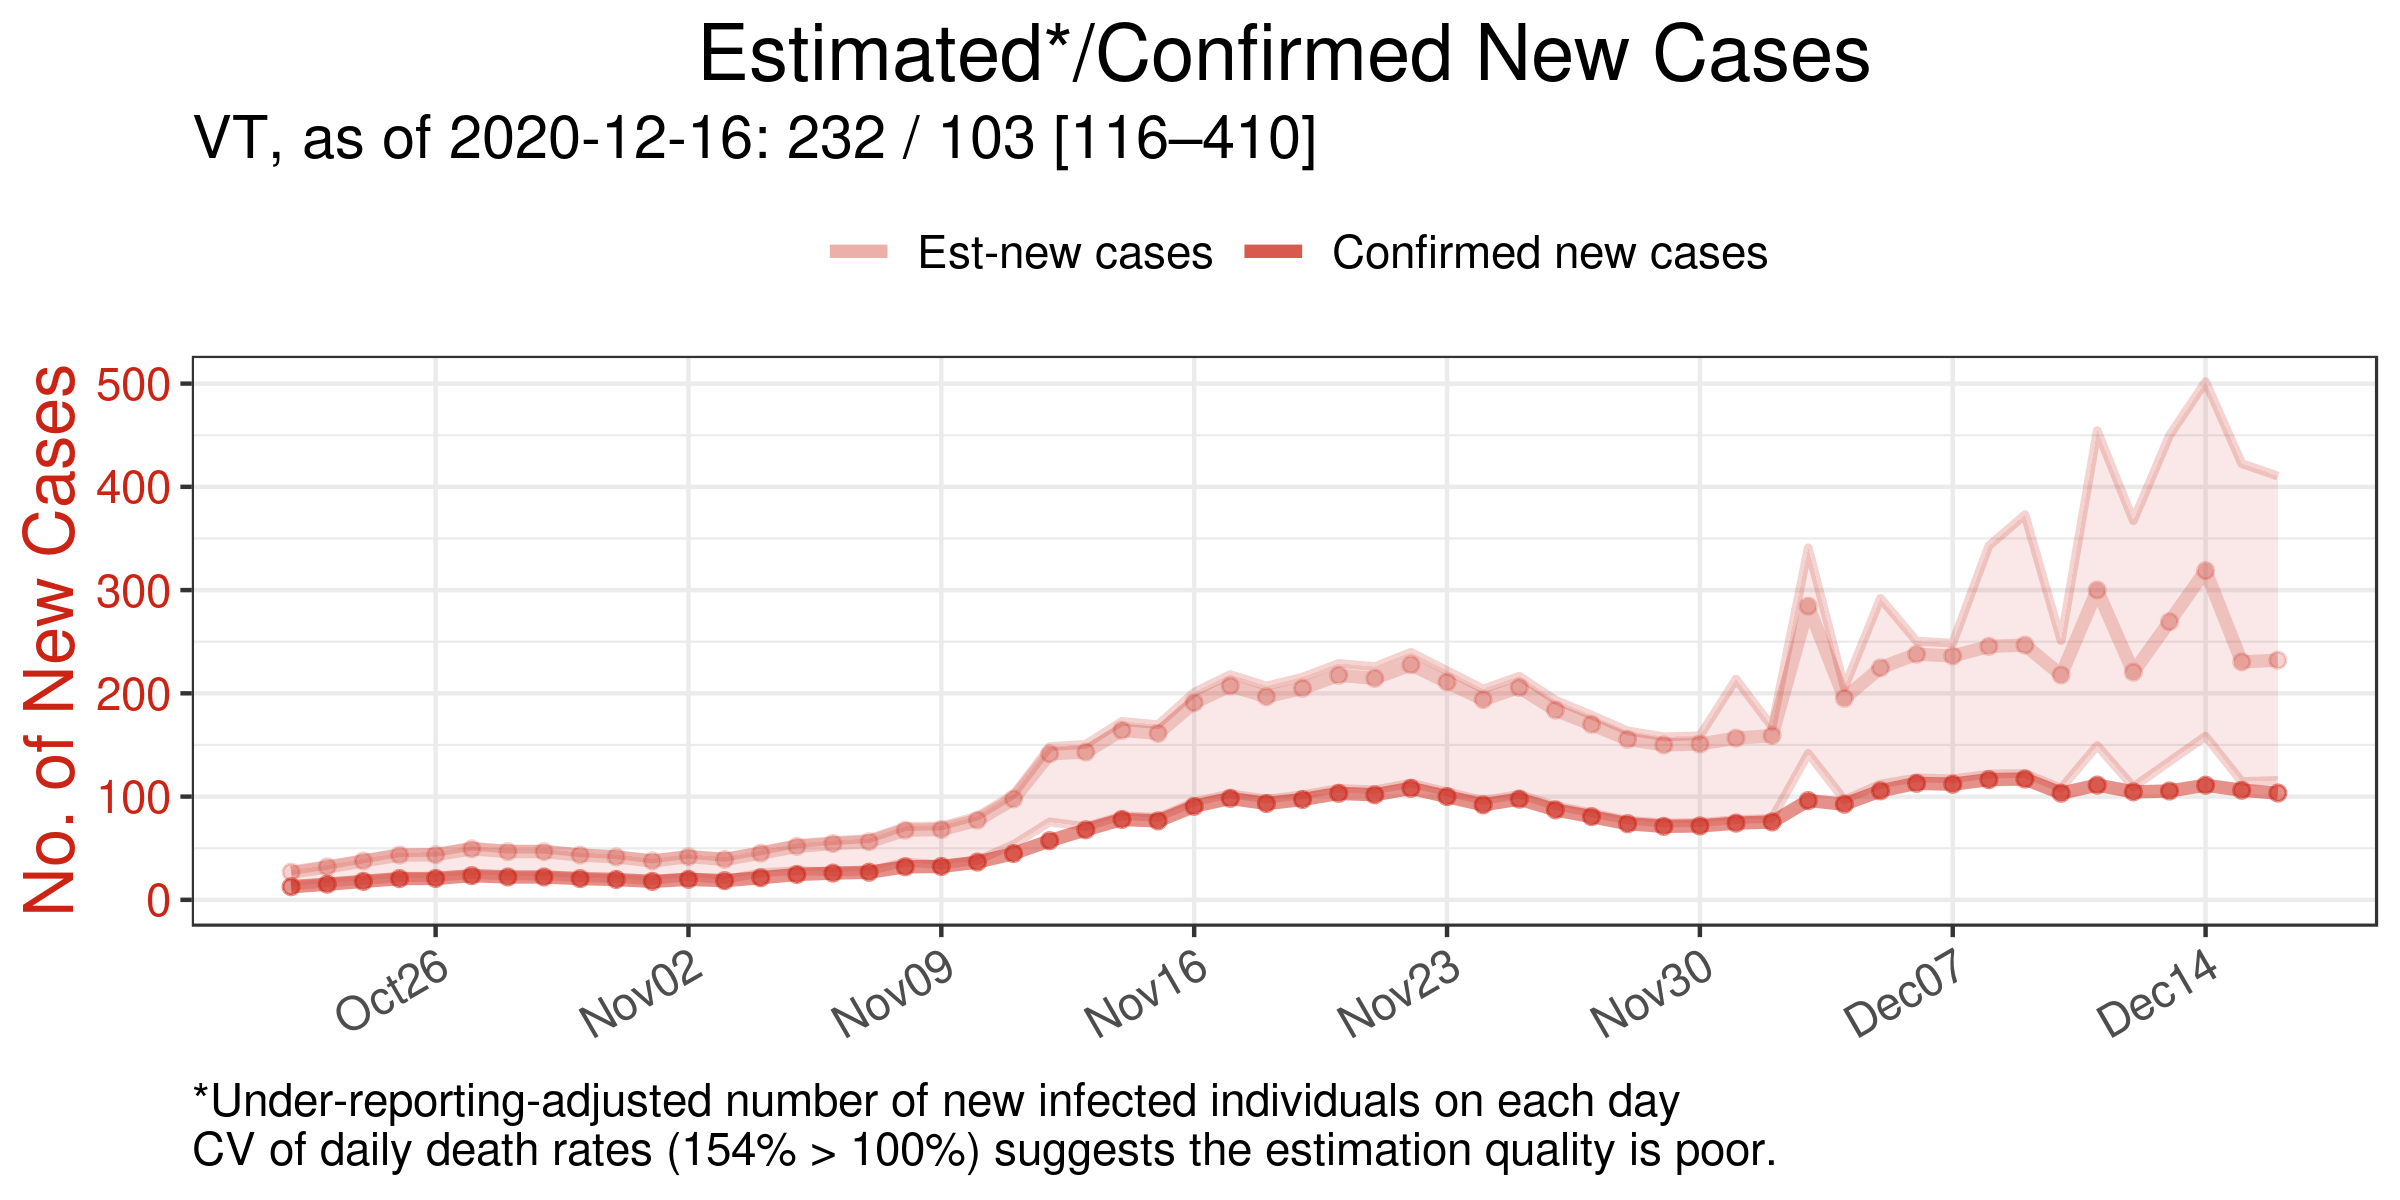 Estimated*/Confirmed New Cases
VT, as of 2020-12-16: 232 / 103 [116–410]
Est-new cases
Confirmed new cases
No. of New Cases
500
400
300
200
100
0
Oct26
Nov02
Nov09
Nov16
Nov23
Nov30
Dec07
Dec14
*Under-reporting-adjusted number of new infected individuals on each day
CV of daily death rates (154% > 100%) suggests the estimation quality is poor.